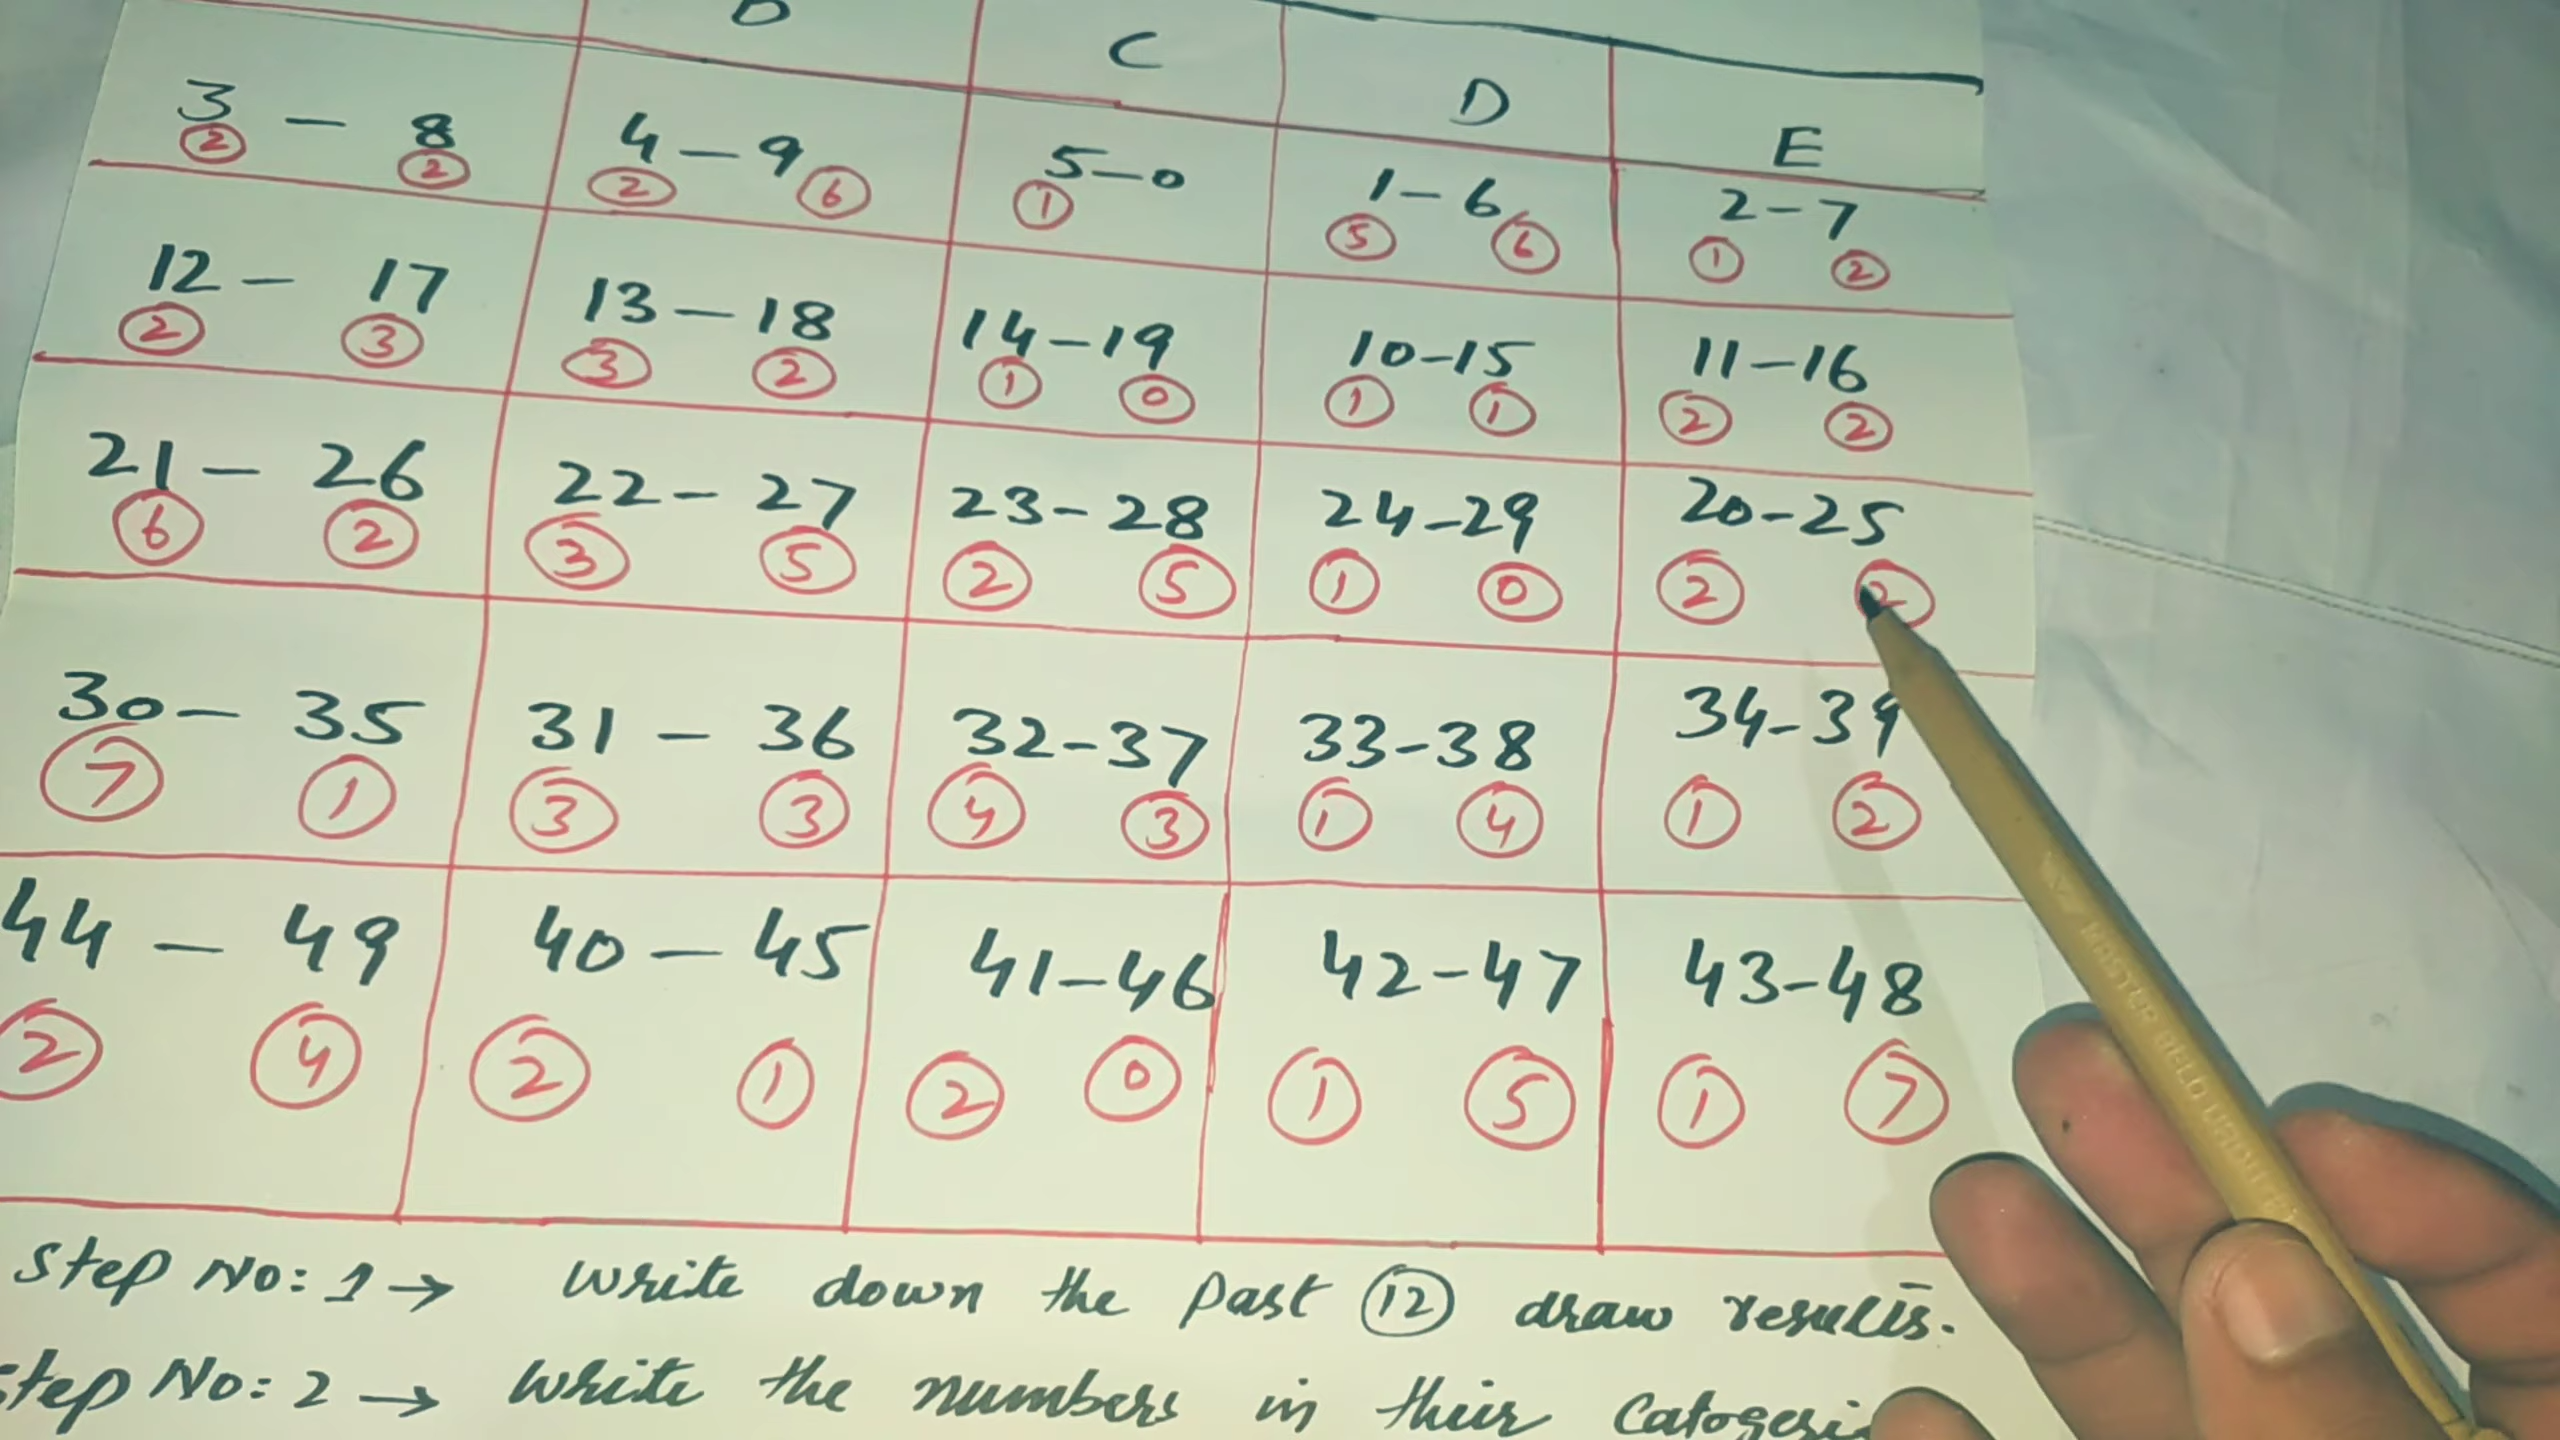 C
D
E
3 - 8 4 - 9 5 - 0 1 - 6 2 - 7
2 2 2 6 1 5 6 1 2
12 - 17 13 - 18 14 - 19 10 - 15 11 - 16
2 3 3 2 1 0 1 1 2 2
21 - 26 22 - 27 23 - 28 24 - 29 20 - 25
6 2 3 5 2 5 1 0 2 2
30 - 35 31 - 36 32 - 37 33 - 38 34 - 39
7 1 3 3 4 3 1 4 1 2
44 - 49 40 - 45 41 - 46 42 - 47 43 - 48
2 4 2 1 2 0 1 5 1 7
Step No: 1 → Write down the Past 12 draw results.
Step No: 2 → Write the numbers in their